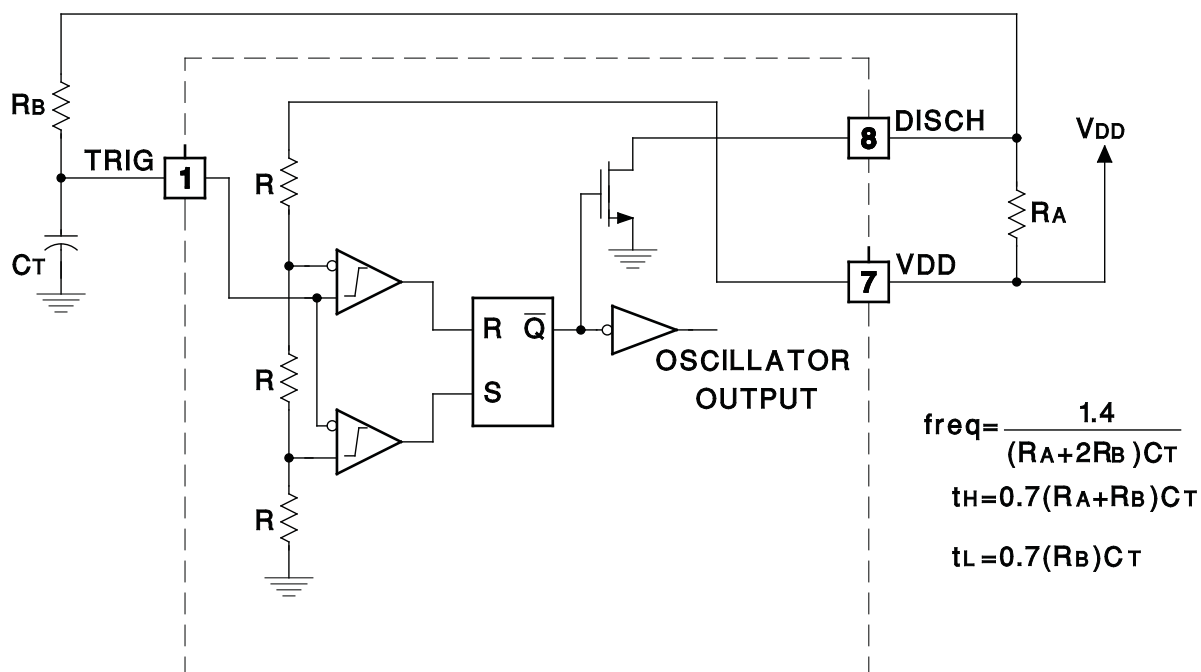 RB
TRIG
1
CT
R
R
R
R
Q
S
8
DISCH
VDD
RA
7
VDD
OSCILLATOR
OUTPUT
freq= 1.4
(RA+2RB)CT
tH=0.7(RA+RB)CT
tL=0.7(RB)CT